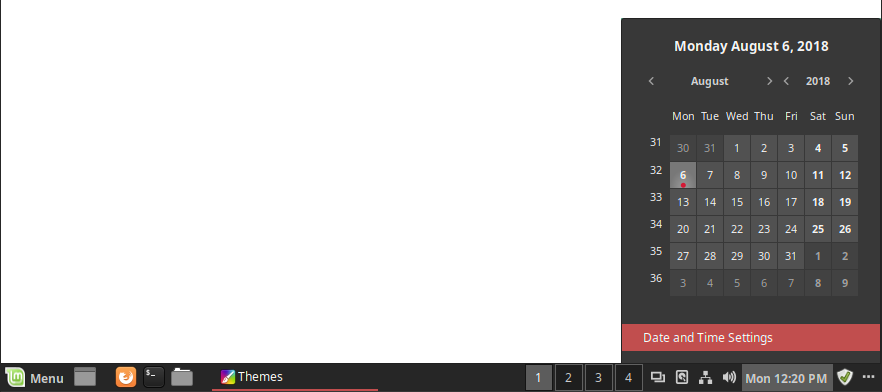 Monday August 6, 2018
August 2018
Mon Tue Wed Thu Fri Sat Sun
31 30 31 1 2 3 4 5
32 6 7 8 9 10 11 12
33 13 14 15 16 17 18 19
34 20 21 22 23 24 25 26
35 27 28 29 30 31 1 2
36 3 4 5 6 7 8 9
Date and Time Settings
Menu $_ Themes 1 2 3 4 Mon 12:20 PM